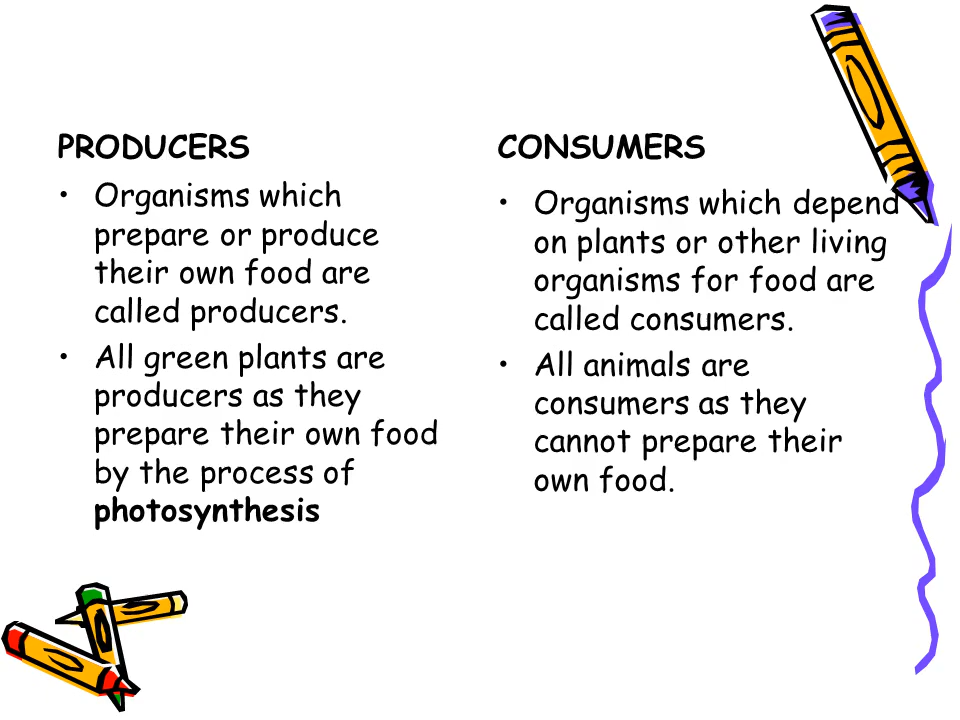 PRODUCERS
• Organisms which
prepare or produce
their own food are
called producers.
• All green plants are
producers as they
prepare their own food
by the process of
photosynthesis
CONSUMERS
• Organisms which depend
on plants or other living
organisms for food are
called consumers.
• All animals are
consumers as they
cannot prepare their
own food.